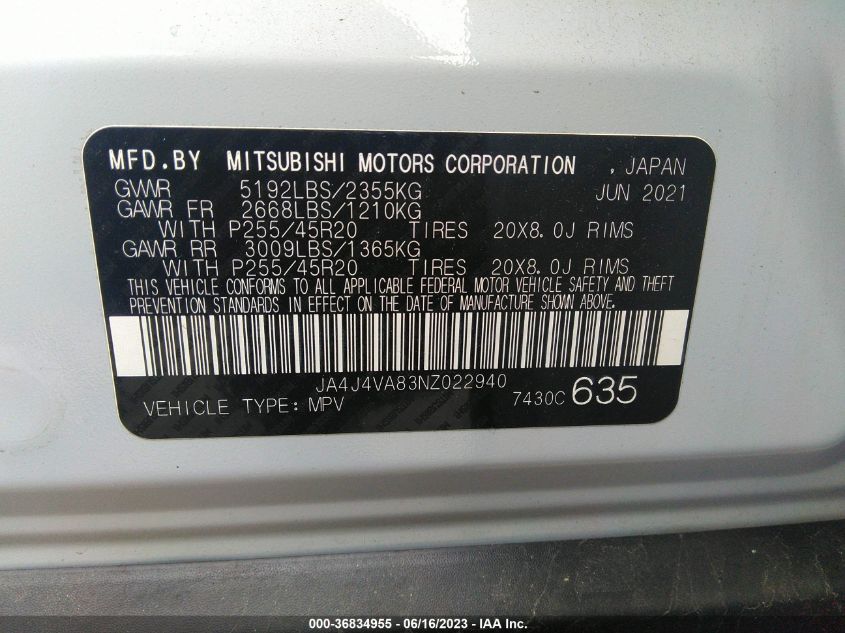 MFD.BY MITSUBISHI MOTORS CORPORATION , JAPAN
GVWR 5192LBS/2355KG JUN 2021
GAWR FR 2668LBS/1210KG
WITH P255/45R20 TIRES 20X8.0J RIMS
GAWR RR 3009LBS/1365KG
WITH P255/45R20 TIRES 20X8.0J RIMS
THIS VEHICLE CONFORMS TO ALL APPLICABLE FEDERAL MOTOR VEHICLE SAFETY AND THEFT
PREVENTION STANDARDS IN EFFECT ON THE DATE OF MANUFACTURE SHOWN ABOVE.
JA4J4VA83NZ022940
VEHICLE TYPE: MPV 7430C 635
000-36834955 - 06/16/2023 - IAA Inc.